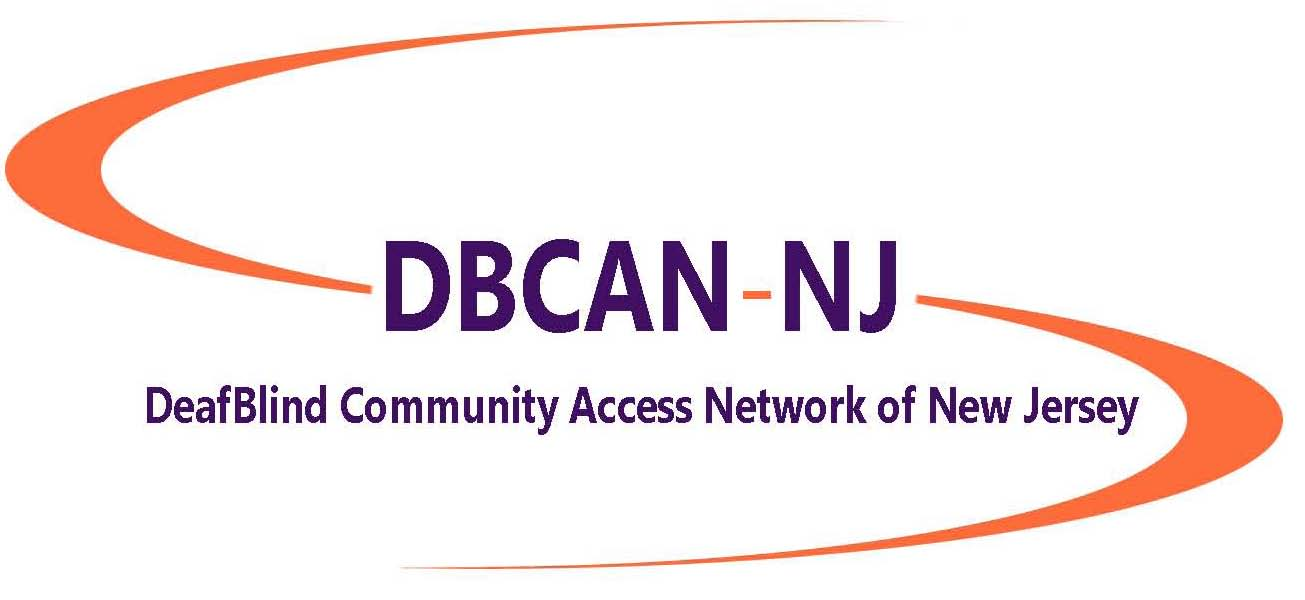 DBCAN-NJ
DeafBlind Community Access Network of New Jersey